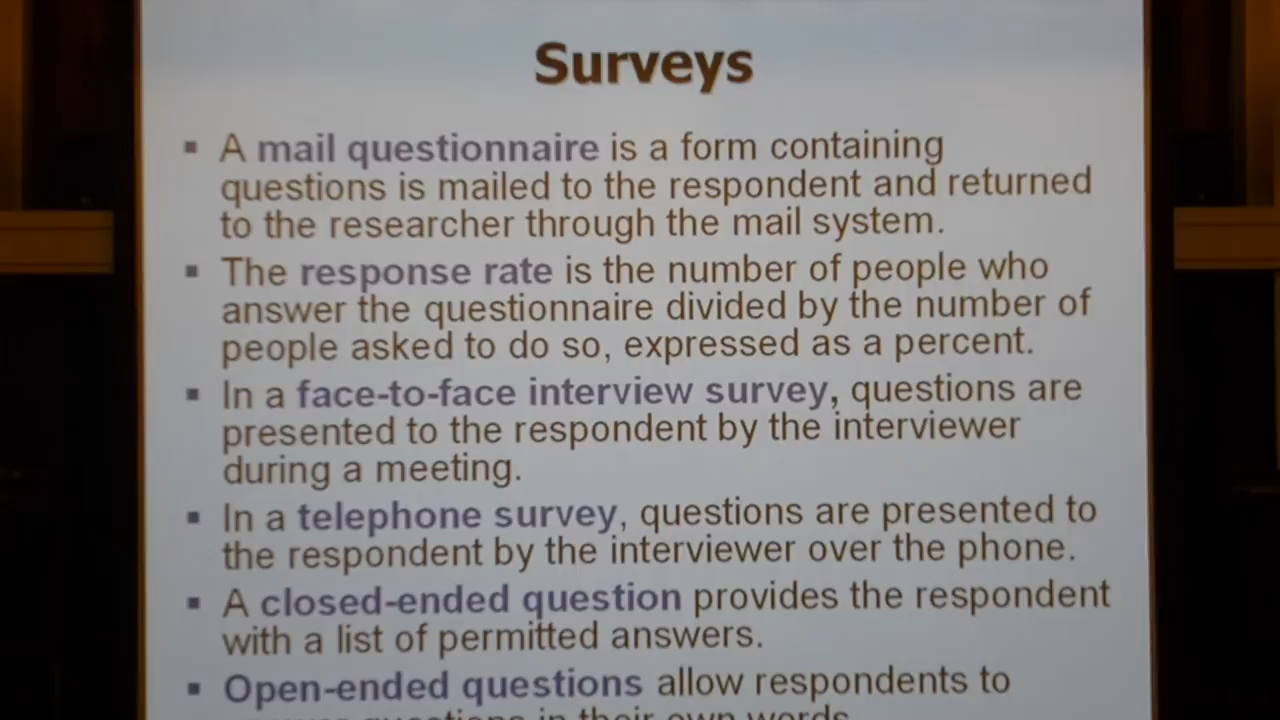 Surveys
▪ A mail questionnaire is a form containing
questions is mailed to the respondent and returned
to the researcher through the mail system.
▪ The response rate is the number of people who
answer the questionnaire divided by the number of
people asked to do so, expressed as a percent.
▪ In a face-to-face interview survey, questions are
presented to the respondent by the interviewer
during a meeting.
▪ In a telephone survey, questions are presented to
the respondent by the interviewer over the phone.
▪ A closed-ended question provides the respondent
with a list of permitted answers.
▪ Open-ended questions allow respondents to
questions in their own words.